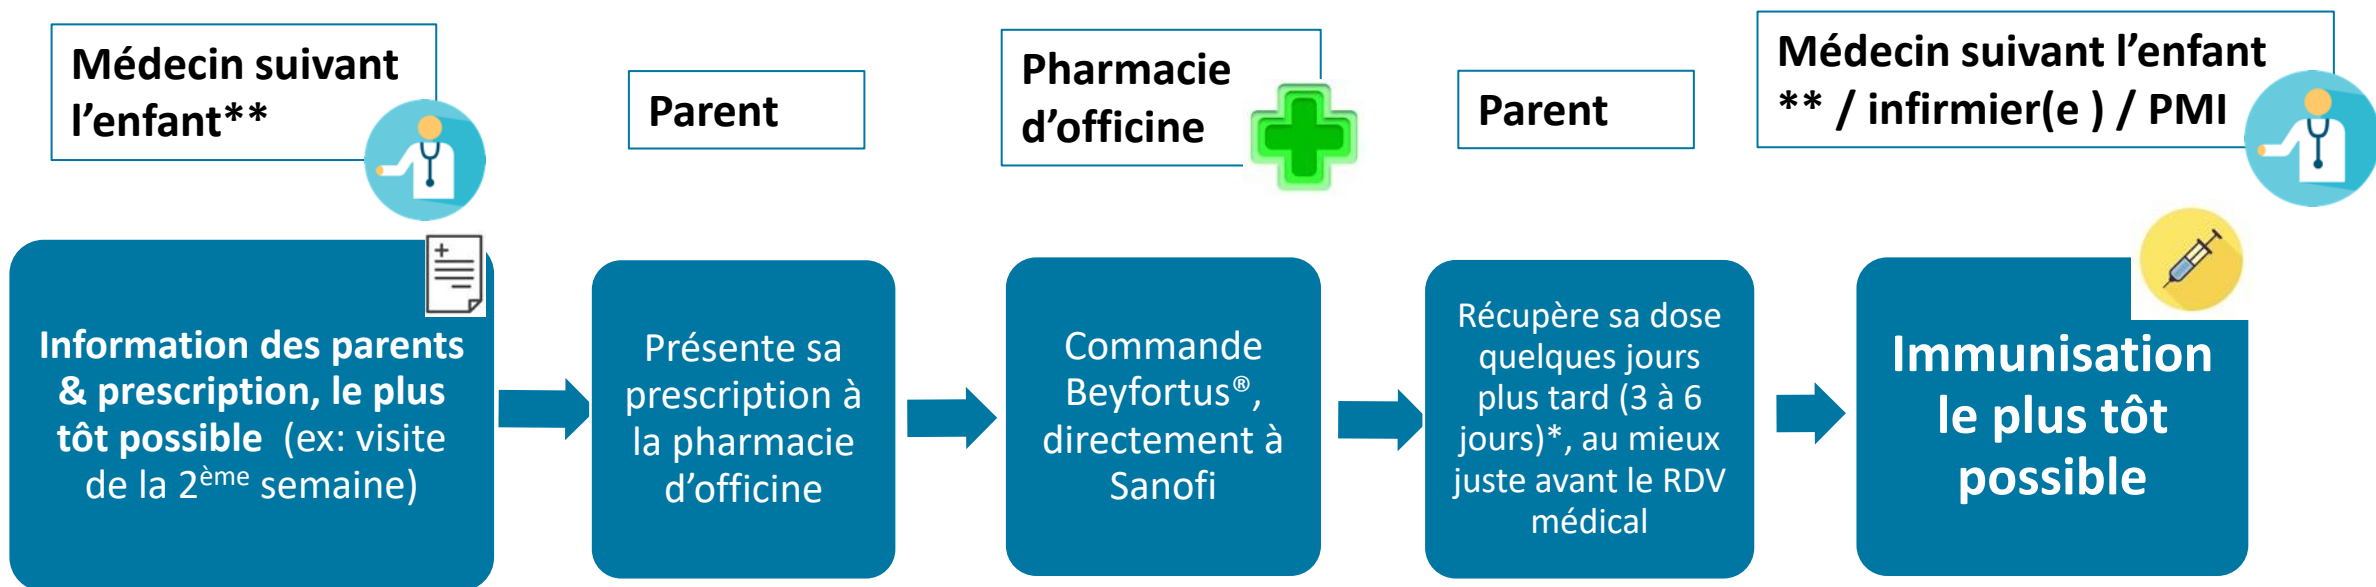 Médecin suivant
l’enfant**
Parent
Pharmacie
d’officine
Parent
Médecin suivant l’enfant
** / infirmier(e ) / PMI
Information des parents
& prescription, le plus
tôt possible (ex: visite
de la 2ème semaine)
Présente sa
prescription à
la pharmacie
d’officine
Commande
Beyfortus®,
directement à
Sanofi
Récupère sa dose
quelques jours
plus tard (3 à 6
jours)*, au mieux
juste avant le RDV
médical
Immunisation
le plus tôt
possible